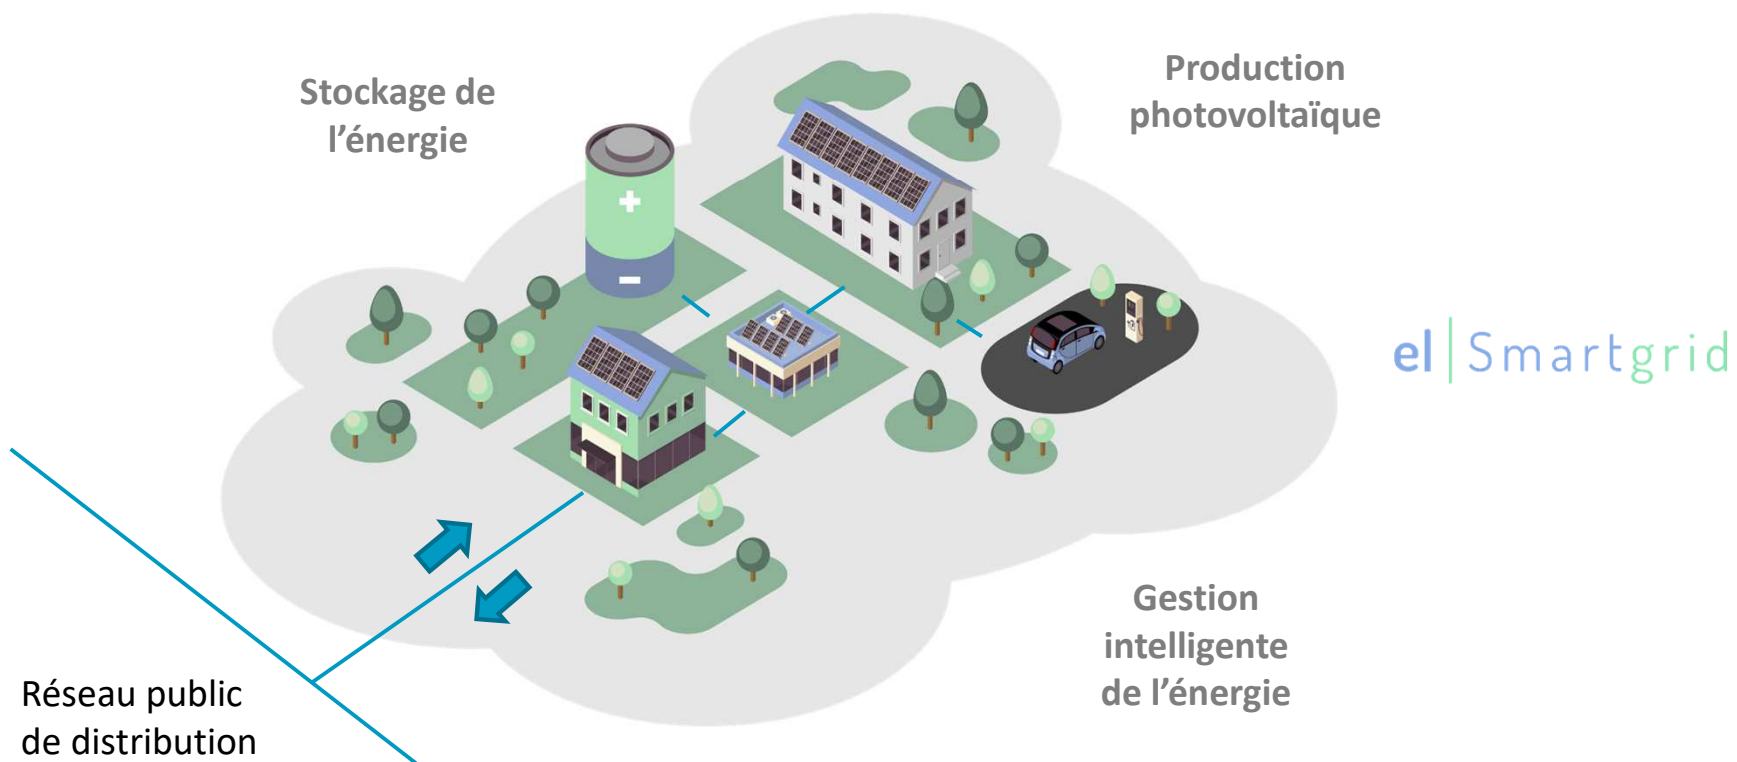 Stockage de
l’énergie
Production
photovoltaïque
el|Smartgrid
Gestion
intelligente
de l’énergie
Réseau public
de distribution